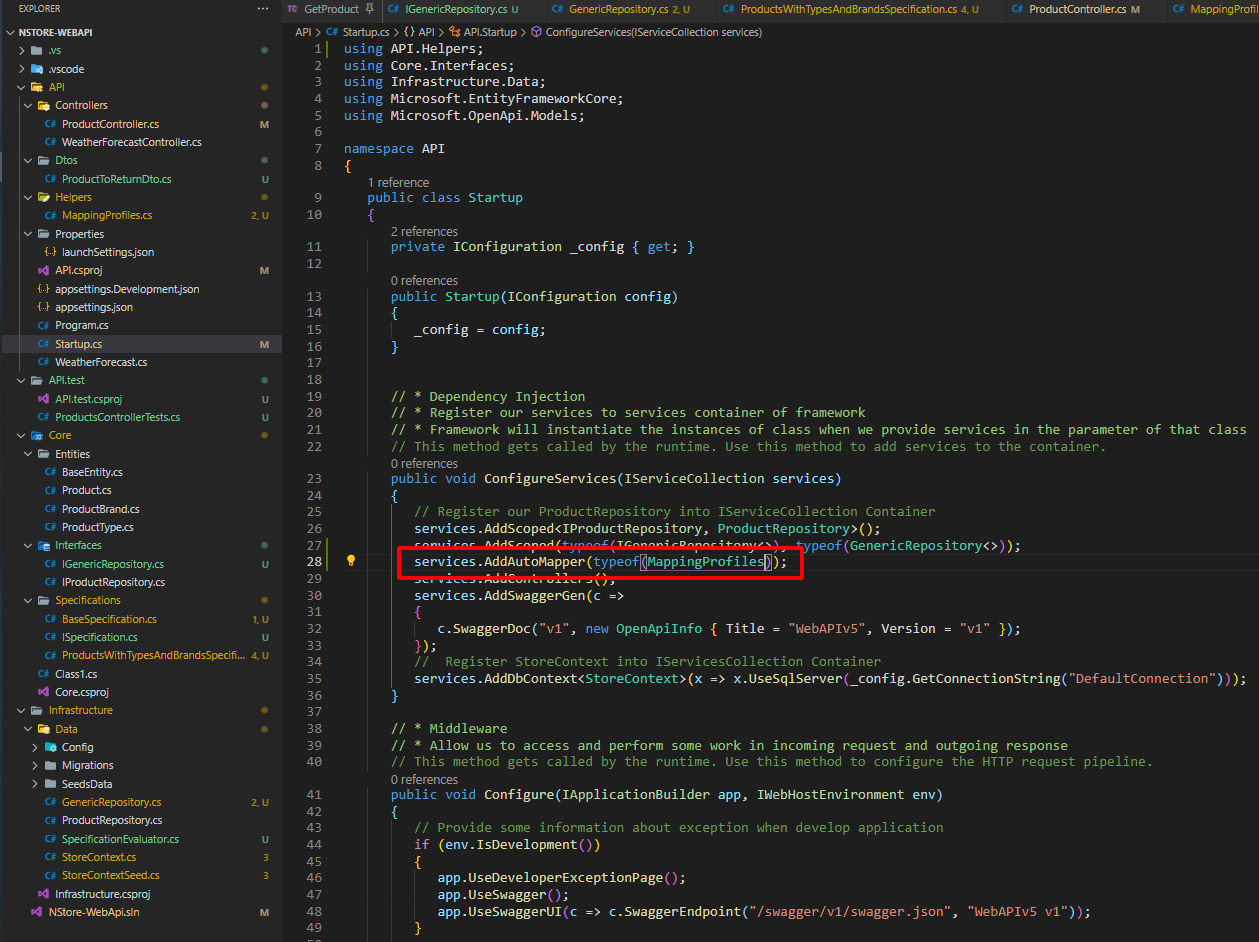 EXPLORER ···
GetProduct
C# IGenericRepository.cs U
C# GenericRepository.cs 2, U
C# ProductsWithTypesAndBrandsSpecification.cs 4, U
C# ProductController.cs M
C# MappingProfil
API > C# Startup.cs > {} API > API.Startup > ConfigureServices(IServiceCollection services)
NSTORE-WEBAPI
.vs
.vscode
API
Controllers
C# ProductController.cs M
C# WeatherForecastController.cs
Dtos
C# ProductToReturnDto.cs U
Helpers
C# MappingProfiles.cs 2, U
Properties
{··} launchSettings.json
API.csproj M
{··} appsettings.Development.json
{··} appsettings.json
C# Program.cs
C# Startup.cs M
C# WeatherForecast.cs
API.test
API.test.csproj U
C# ProductsControllerTests.cs U
Core
Entities
C# BaseEntity.cs
C# Product.cs
C# ProductBrand.cs
C# ProductType.cs
Interfaces
C# IGenericRepository.cs U
C# IProductRepository.cs
Specifications
C# BaseSpecification.cs 1, U
C# ISpecification.cs U
C# ProductsWithTypesAndBrandsSpecifi... 4, U
C# Class1.cs
Core.csproj
Infrastructure
Data
Config
Migrations
SeedsData
C# GenericRepository.cs 2, U
C# ProductRepository.cs
C# SpecificationEvaluator.cs U
C# StoreContext.cs 3
C# StoreContextSeed.cs 3
Infrastructure.csproj
NStore-WebApi.sln M
1 using API.Helpers;
2 using Core.Interfaces;
3 using Infrastructure.Data;
4 using Microsoft.EntityFrameworkCore;
5 using Microsoft.OpenApi.Models;
6
7 namespace API
8 {
1 reference
9 public class Startup
10 {
2 references
11 private IConfiguration _config { get; }
12
0 references
13 public Startup(IConfiguration config)
14 {
15 _config = config;
16 }
17
18
19 // * Dependency Injection
20 // * Register our services to services container of framework
21 // * Framework will instantiate the instances of class when we provide services in the parameter of that class
22 // This method gets called by the runtime. Use this method to add services to the container.
0 references
23 public void ConfigureServices(IServiceCollection services)
24 {
25 // Register our ProductRepository into IServiceCollection Container
26 services.AddScoped<IProductRepository, ProductRepository>();
27 services.AddScoped(typeof(IGenericRepository<>), typeof(GenericRepository<>));
28 services.AddAutoMapper(typeof(MappingProfiles));
29 services.AddControllers();
30 services.AddSwaggerGen(c =>
31 {
32 c.SwaggerDoc("v1", new OpenApiInfo { Title = "WebAPIv5", Version = "v1" });
33 });
34 // Register StoreContext into IServicesCollection Container
35 services.AddDbContext<StoreContext>(x => x.UseSqlServer(_config.GetConnectionString("DefaultConnection")));
36 }
37
38 // * Middleware
39 // * Allow us to access and perform some work in incoming request and outgoing response
40 // This method gets called by the runtime. Use this method to configure the HTTP request pipeline.
0 references
41 public void Configure(IApplicationBuilder app, IWebHostEnvironment env)
42 {
43 // Provide some information about exception when develop application
44 if (env.IsDevelopment())
45 {
46 app.UseDeveloperExceptionPage();
47 app.UseSwagger();
48 app.UseSwaggerUI(c => c.SwaggerEndpoint("/swagger/v1/swagger.json", "WebAPIv5 v1"));
49 }